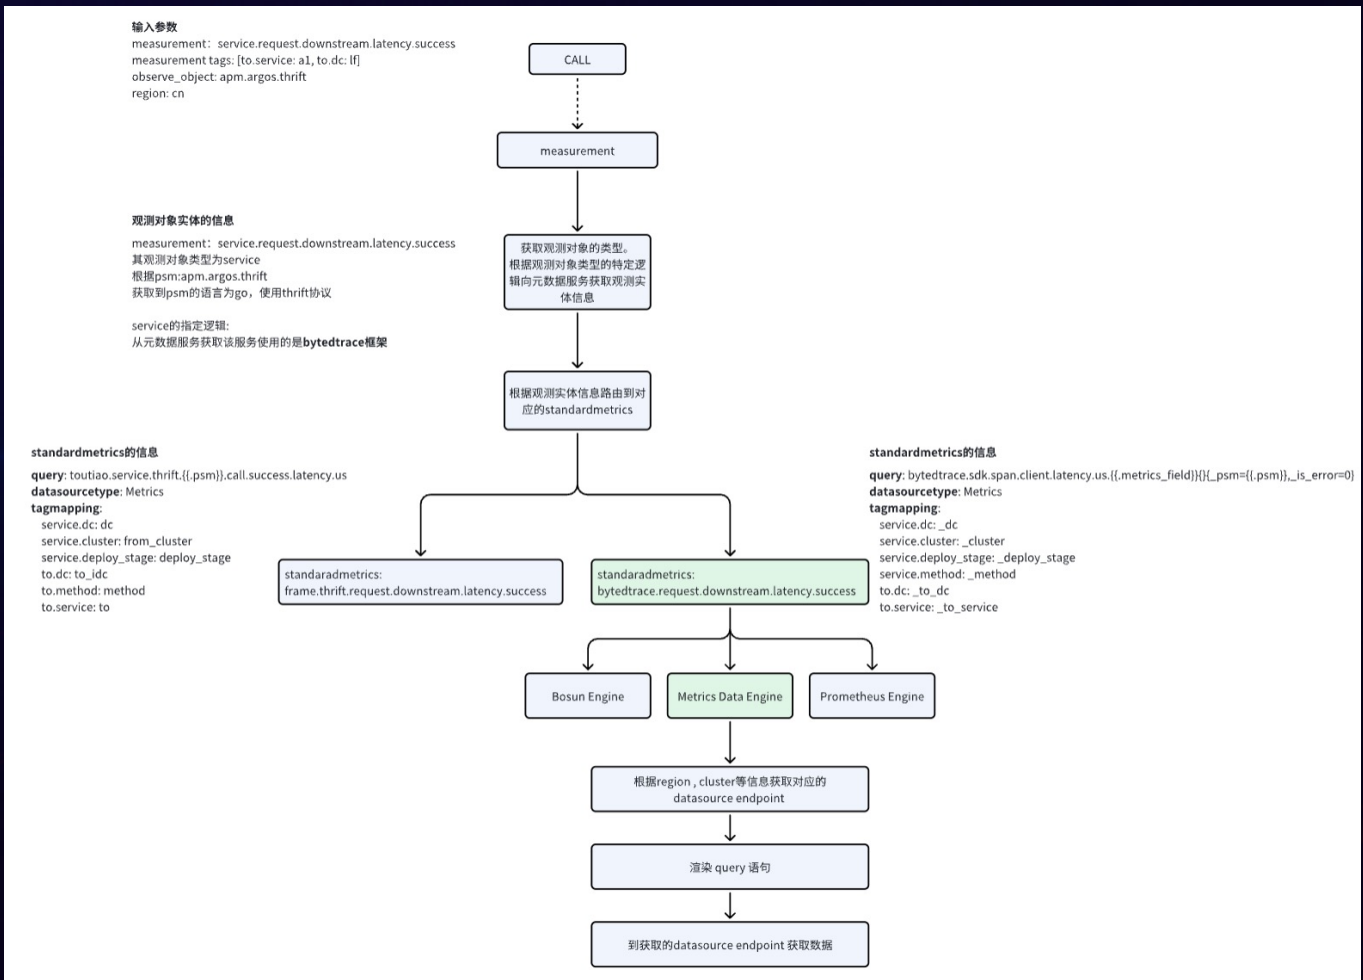 输入参数
measurement：service.request.downstream.latency.success
measurement tags: [to.service: a1, to.dc: lf]
observe_object: apm.argos.thrift
region: cn
CALL
measurement
观测对象实体的信息
measurement：service.request.downstream.latency.success
其观测对象类型为service
根据psm:apm.argos.thrift
获取到psm的语言为go，使用thrift协议
service的指定逻辑:
从元数据服务获取该服务使用的是bytedtrace框架
获取观测对象的类型。
根据观测对象类型的特定逻
辑向元数据服务获取观测实
体信息
根据观测实体信息路由到对
应的standardmetrics
standardmetrics的信息
query: toutiao.service.thrift.{{.psm}}.call.success.latency.us
datasourcetype: Metrics
tagmapping:
service.dc: dc
service.cluster: from_cluster
service.deploy_stage: deploy_stage
to.dc: to_idc
to.method: method
to.service: to
standaradmetrics:
frame.thrift.request.downstream.latency.success
standaradmetrics:
bytedtrace.request.downstream.latency.success
standardmetrics的信息
query: bytedtrace.sdk.span.client.latency.us.{{.metrics_field}}{}{_psm={{.psm}},_is_error=0}
datasourcetype: Metrics
tagmapping:
service.dc: _dc
service.cluster: _cluster
service.deploy_stage: _deploy_stage
service.method: _method
to.dc: _to_dc
to.service: _to_service
Bosun Engine
Metrics Data Engine
Prometheus Engine
根据region , cluster等信息获取对应的
datasource endpoint
渲染 query 语句
到获取的datasource endpoint 获取数据